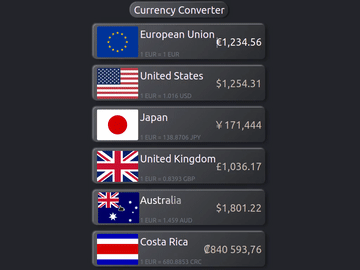 Currency Converter
European Union
€1,234.56
1 EUR = 1 EUR
United States
$1,254.31
1 EUR = 1.016 USD
Japan
¥171,444
1 EUR = 138.8706 JPY
United Kingdom
£1,036.17
1 EUR = 0.8393 GBP
Australia
$1,801.22
1 EUR = 1.459 AUD
Costa Rica
₡840 593,76
1 EUR = 680.8853 CRC